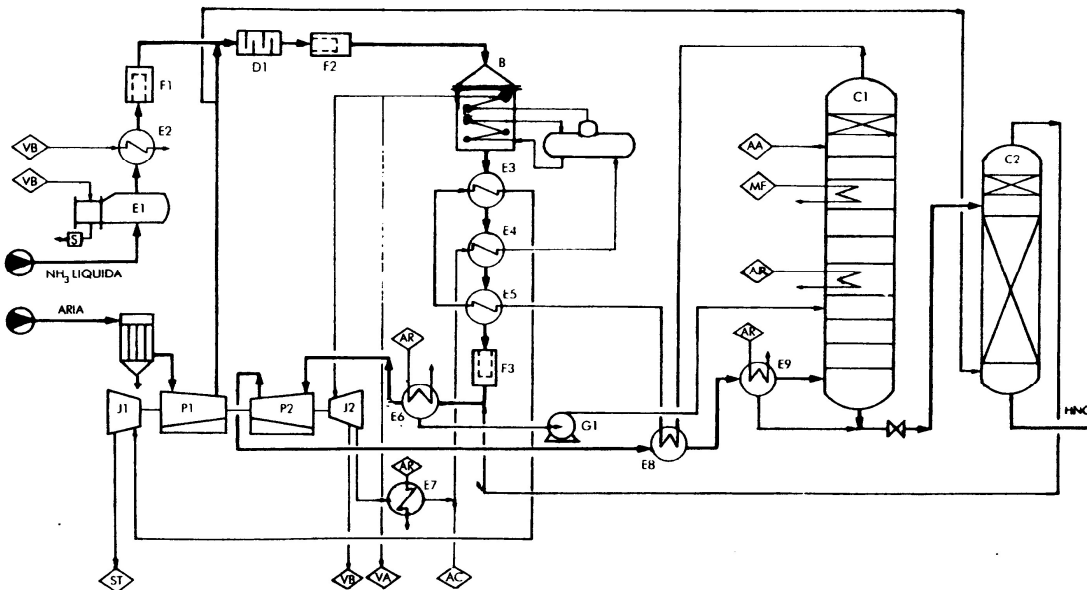 B
C1
F1
D1
F2
C2
VB
E2
AA
E3
VB
MF
E1
E4
S
NH3 LIQUIDA
AR
E5
ARIA
AR
AR
E9
F3
J1
P1
P2
J2
E6
G1
HNO
E8
AR
E7
ST
VB
VA
AC